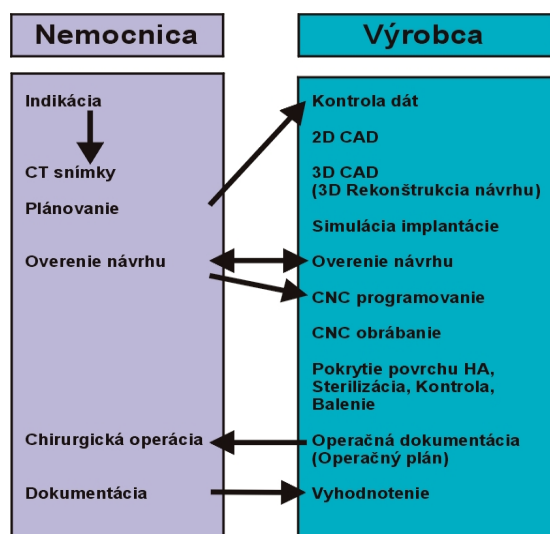 Nemocnica
Indikácia
CT snímky
Plánovanie
Overenie návrhu
Chirurgická operácia
Dokumentácia
Výrobca
Kontrola dát
2D CAD
3D CAD
(3D Rekonštrukcia návrhu)
Simulácia implantácie
Overenie návrhu
CNC programovanie
CNC obrábanie
Pokrytie povrchu HA,
Sterilizácia, Kontrola,
Balenie
Operačná dokumentácia
(Operačný plán)
Vyhodnotenie